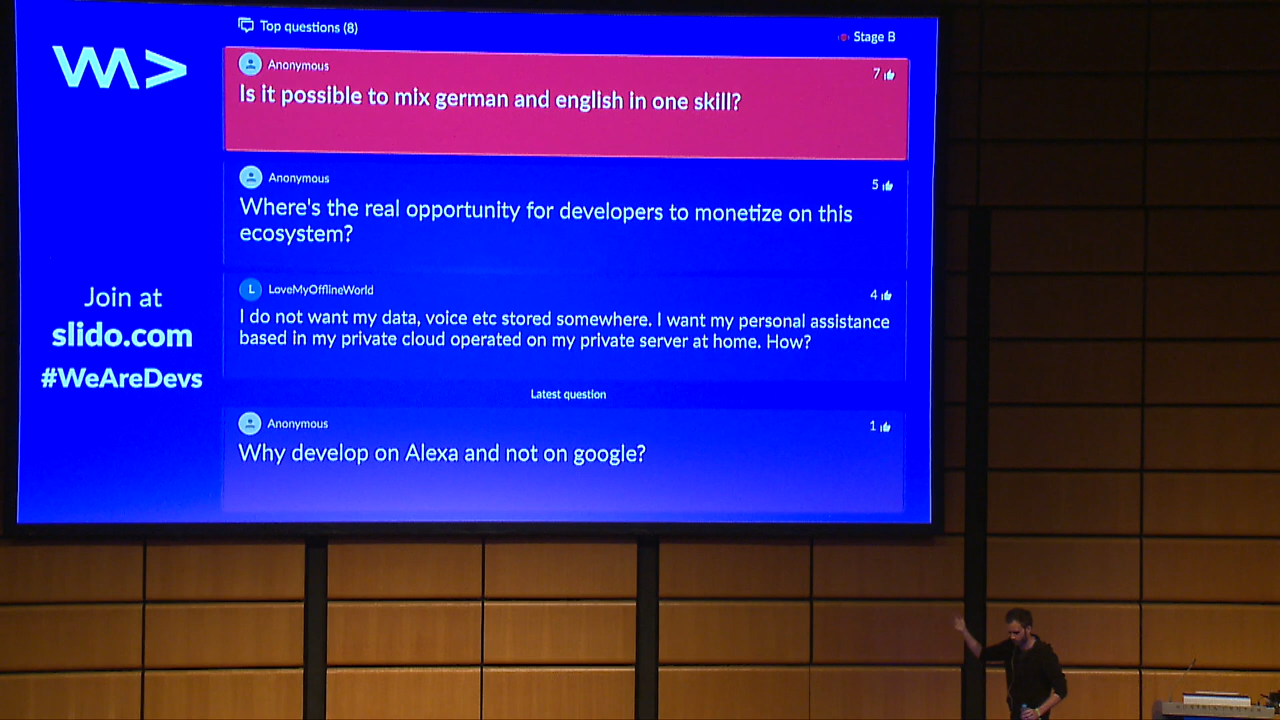 Top questions (8)
Stage B
WA>
Anonymous
7
Is it possible to mix german and english in one skill?
Anonymous
5
Where's the real opportunity for developers to monetize on this
ecosystem?
L
LoveMyOfflineWorld
4
I do not want my data, voice etc stored somewhere. I want my personal assistance
based in my private cloud operated on my private server at home. How?
Join at
slido.com
#WeAreDevs
Latest question
Anonymous
1
Why develop on Alexa and not on google?